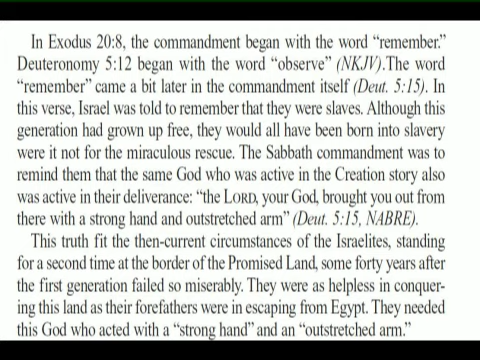 In Exodus 20:8, the commandment began with the word “remember.”
Deuteronomy 5:12 began with the word “observe” (NKJV).The word
“remember” came a bit later in the commandment itself (Deut. 5:15). In
this verse, Israel was told to remember that they were slaves. Although this
generation had grown up free, they would all have been born into slavery
were it not for the miraculous rescue. The Sabbath commandment was to
remind them that the same God who was active in the Creation story also
was active in their deliverance: “the LORD, your God, brought you out from
there with a strong hand and outstretched arm” (Deut. 5:15, NABRE).
This truth fit the then-current circumstances of the Israelites, standing
for a second time at the border of the Promised Land, some forty years after
the first generation failed so miserably. They were as helpless in conquer-
ing this land as their forefathers were in escaping from Egypt. They needed
this God who acted with a “strong hand” and an “outstretched arm.”